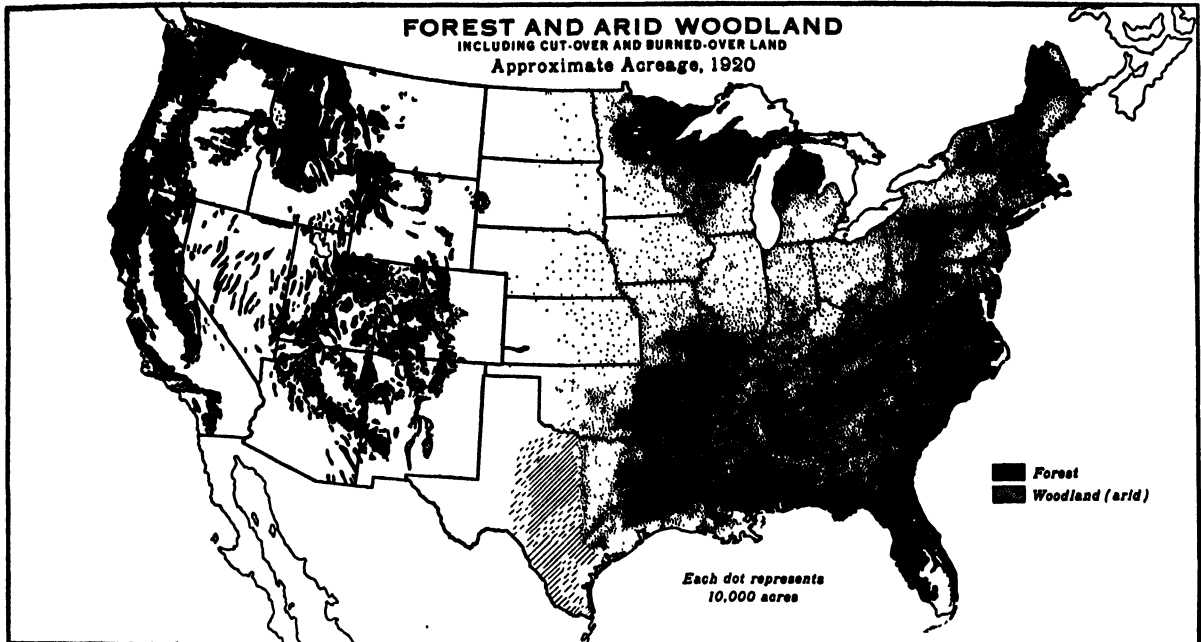 FOREST AND ARID WOODLAND
INCLUDING CUT-OVER AND BURNED-OVER LAND
Approximate Acreage, 1920
Forest
Woodland (arid)
Each dot represents
10,000 acres